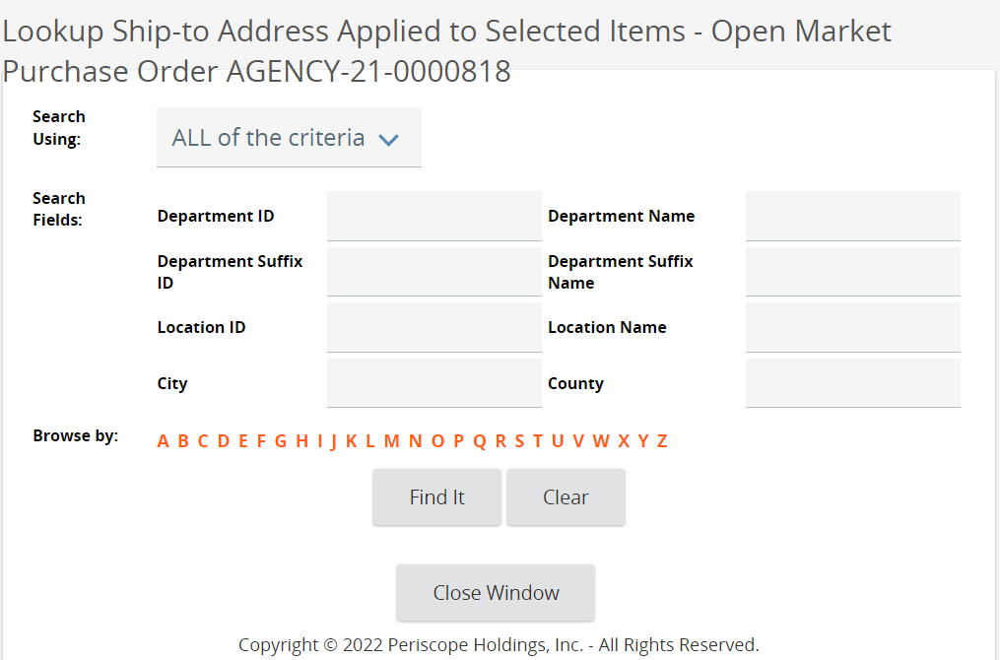 Lookup Ship-to Address Applied to Selected Items - Open Market
Purchase Order AGENCY-21-0000818
Search
Using:
ALL of the criteria
Search
Fields:
Department ID
Department Name
Department Suffix
ID
Department Suffix
Name
Location ID
Location Name
City
County
Browse by:
A B C D E F G H I J K L M N O P Q R S T U V W X Y Z
Find It
Clear
Close Window
Copyright © 2022 Periscope Holdings, Inc. - All Rights Reserved.